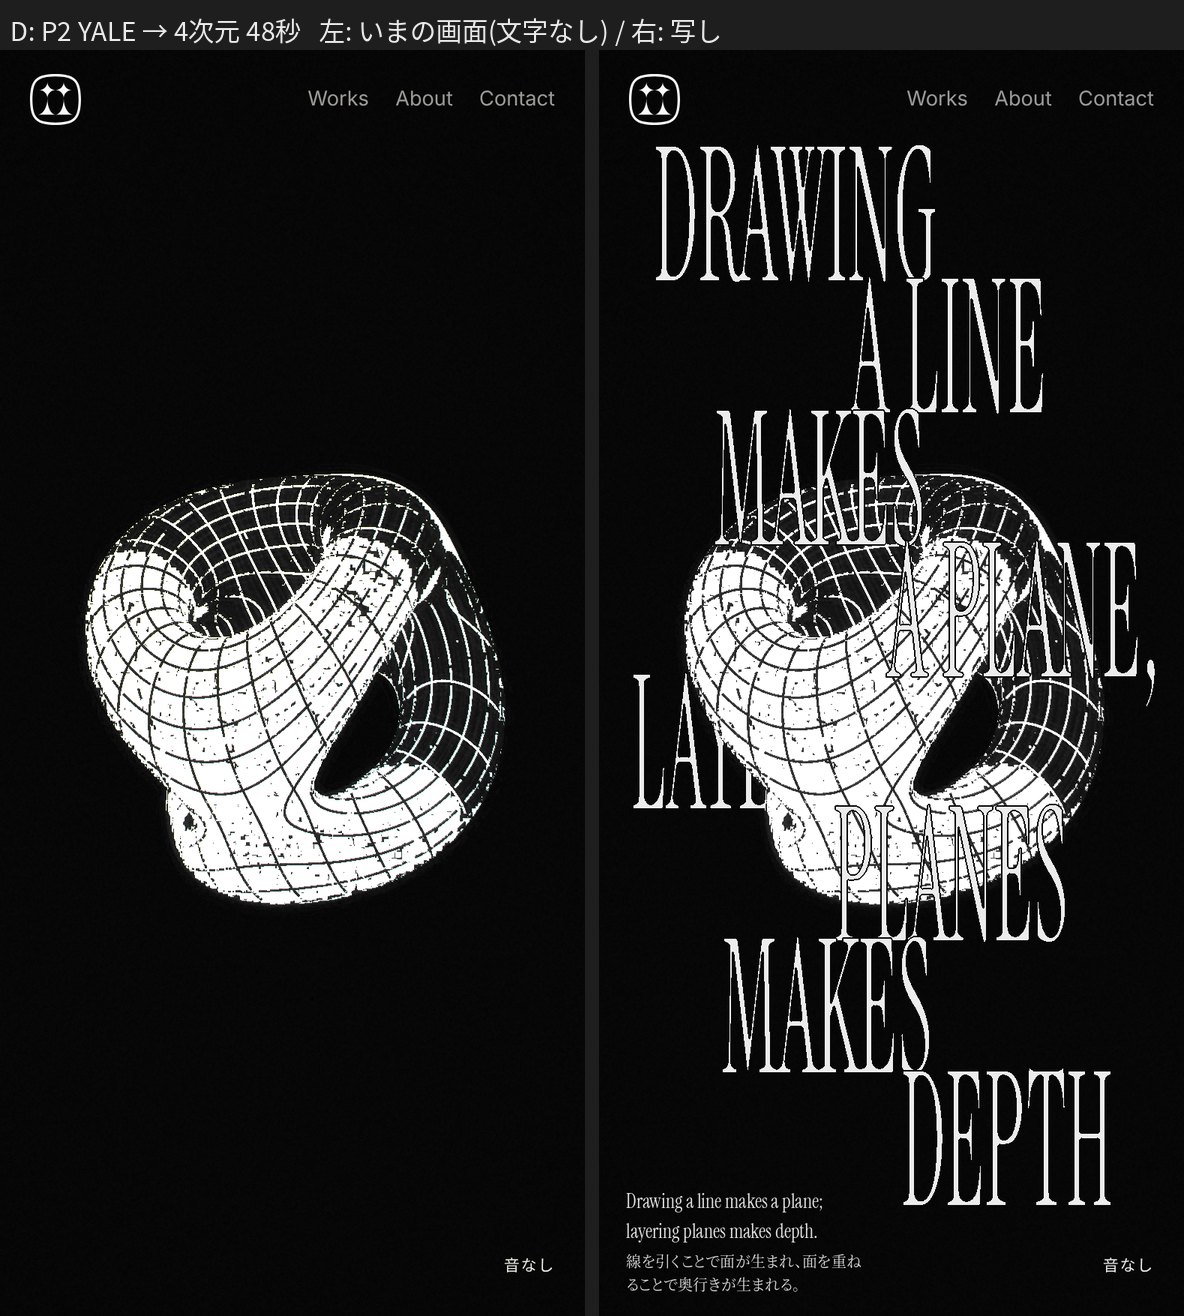 D: P2 YALE → 4次元 48秒 左: いまの画面(文字なし) / 右: 写し
Works About Contact
音なし
Works About Contact
DRAWING
A LINE
MAKES
A PLANE,
PLANES
MAKES
DEPTH
Drawing a line makes a plane;
layering planes makes depth.
線を引くことで面が生まれ、面を重ね
ることで奥行きが生まれる。
音なし